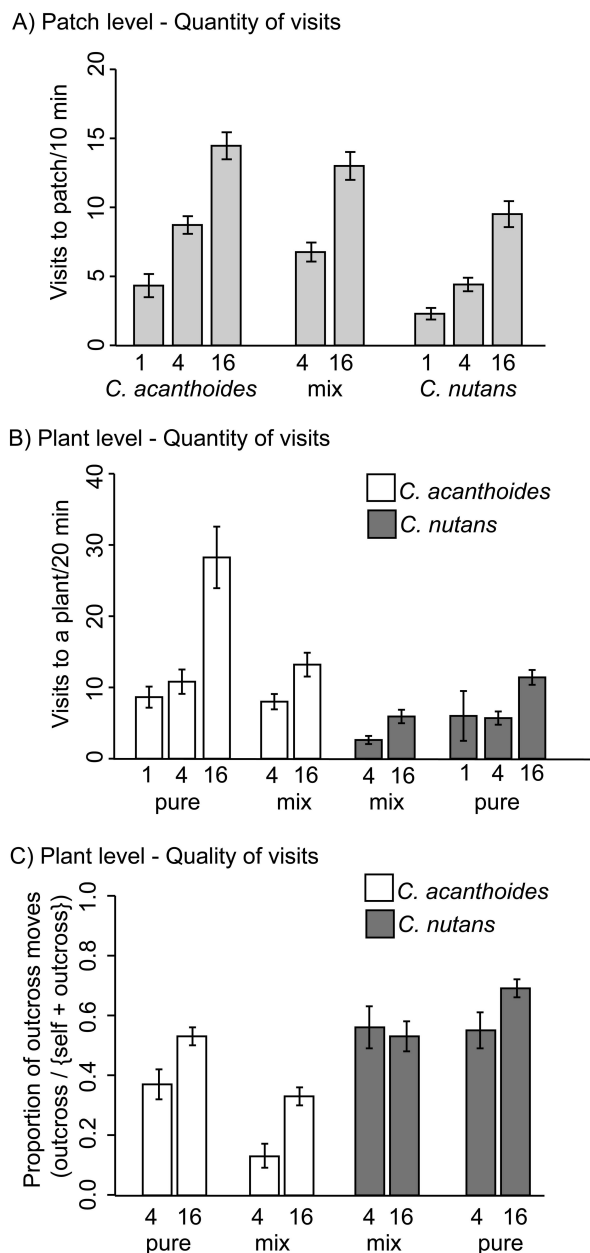 A) Patch level - Quantity of visits
Visits to patch/10 min
0 5 10 15 20
1 4 16 4 16 1 4 16
C. acanthoides mix C. nutans
B) Plant level - Quantity of visits
Visits to a plant/20 min
0 10 20 30 40
C. acanthoides
C. nutans
1 4 16 4 16 4 16 1 4 16
pure mix mix pure
C) Plant level - Quality of visits
Proportion of outcross moves
(outcross / {self + outcross})
0.0 0.2 0.4 0.6 0.8 1.0
C. acanthoides
C. nutans
4 16 4 16 4 16 4 16
pure mix mix pure